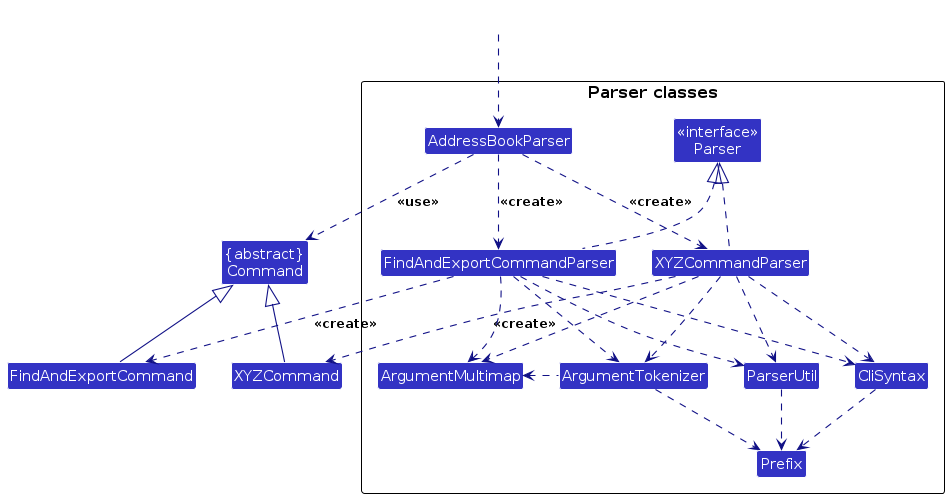 Parser classes
«interface»
Parser
AddressBookParser
«use»
«create»
«create»
{abstract}
Command
FindAndExportCommandParser
XYZCommandParser
«create»
«create»
FindAndExportCommand
XYZCommand
ArgumentMultimap
ArgumentTokenizer
ParserUtil
CliSyntax
Prefix